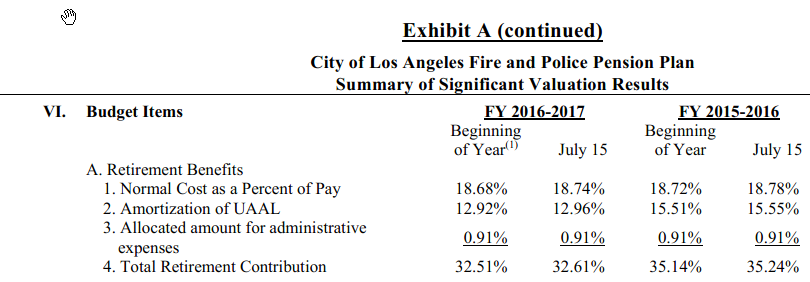 Exhibit A (continued)
City of Los Angeles Fire and Police Pension Plan
Summary of Significant Valuation Results
VI. Budget Items FY 2016-2017 FY 2015-2016
Beginning Beginning
of Year(1) July 15 of Year July 15
A. Retirement Benefits
1. Normal Cost as a Percent of Pay 18.68% 18.74% 18.72% 18.78%
2. Amortization of UAAL 12.92% 12.96% 15.51% 15.55%
3. Allocated amount for administrative
expenses 0.91% 0.91% 0.91% 0.91%
4. Total Retirement Contribution 32.51% 32.61% 35.14% 35.24%